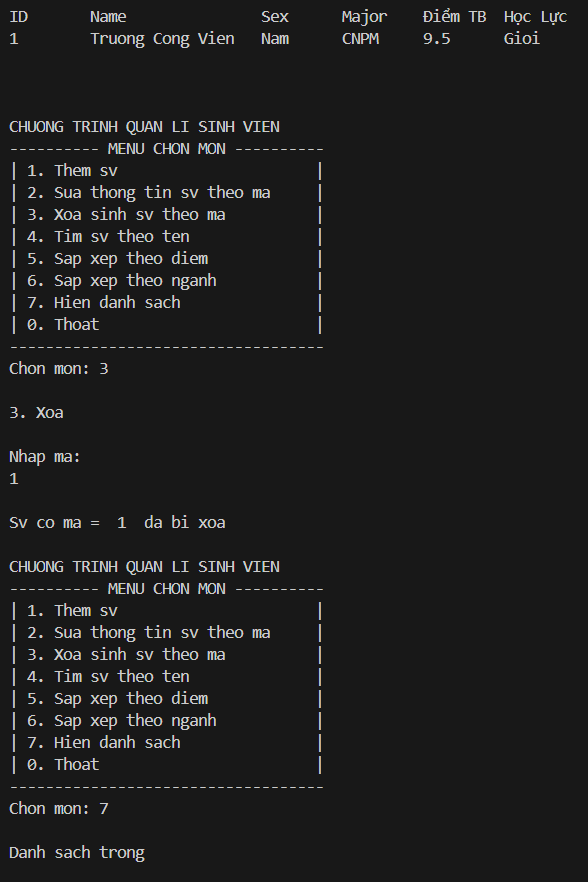 ID Name Sex Major Điểm TB Học Lực
1 Truong Cong Vien Nam CNPM 9.5 Gioi
CHUONG TRINH QUAN LI SINH VIEN
---------- MENU CHON MON ----------
| 1. Them sv |
| 2. Sua thong tin sv theo ma |
| 3. Xoa sinh sv theo ma |
| 4. Tim sv theo ten |
| 5. Sap xep theo diem |
| 6. Sap xep theo nganh |
| 7. Hien danh sach |
| 0. Thoat |
-----------------------------------
Chon mon: 3
3. Xoa
Nhap ma:
1
Sv co ma =  1  da bi xoa
CHUONG TRINH QUAN LI SINH VIEN
---------- MENU CHON MON ----------
| 1. Them sv |
| 2. Sua thong tin sv theo ma |
| 3. Xoa sinh sv theo ma |
| 4. Tim sv theo ten |
| 5. Sap xep theo diem |
| 6. Sap xep theo nganh |
| 7. Hien danh sach |
| 0. Thoat |
-----------------------------------
Chon mon: 7
Danh sach trong